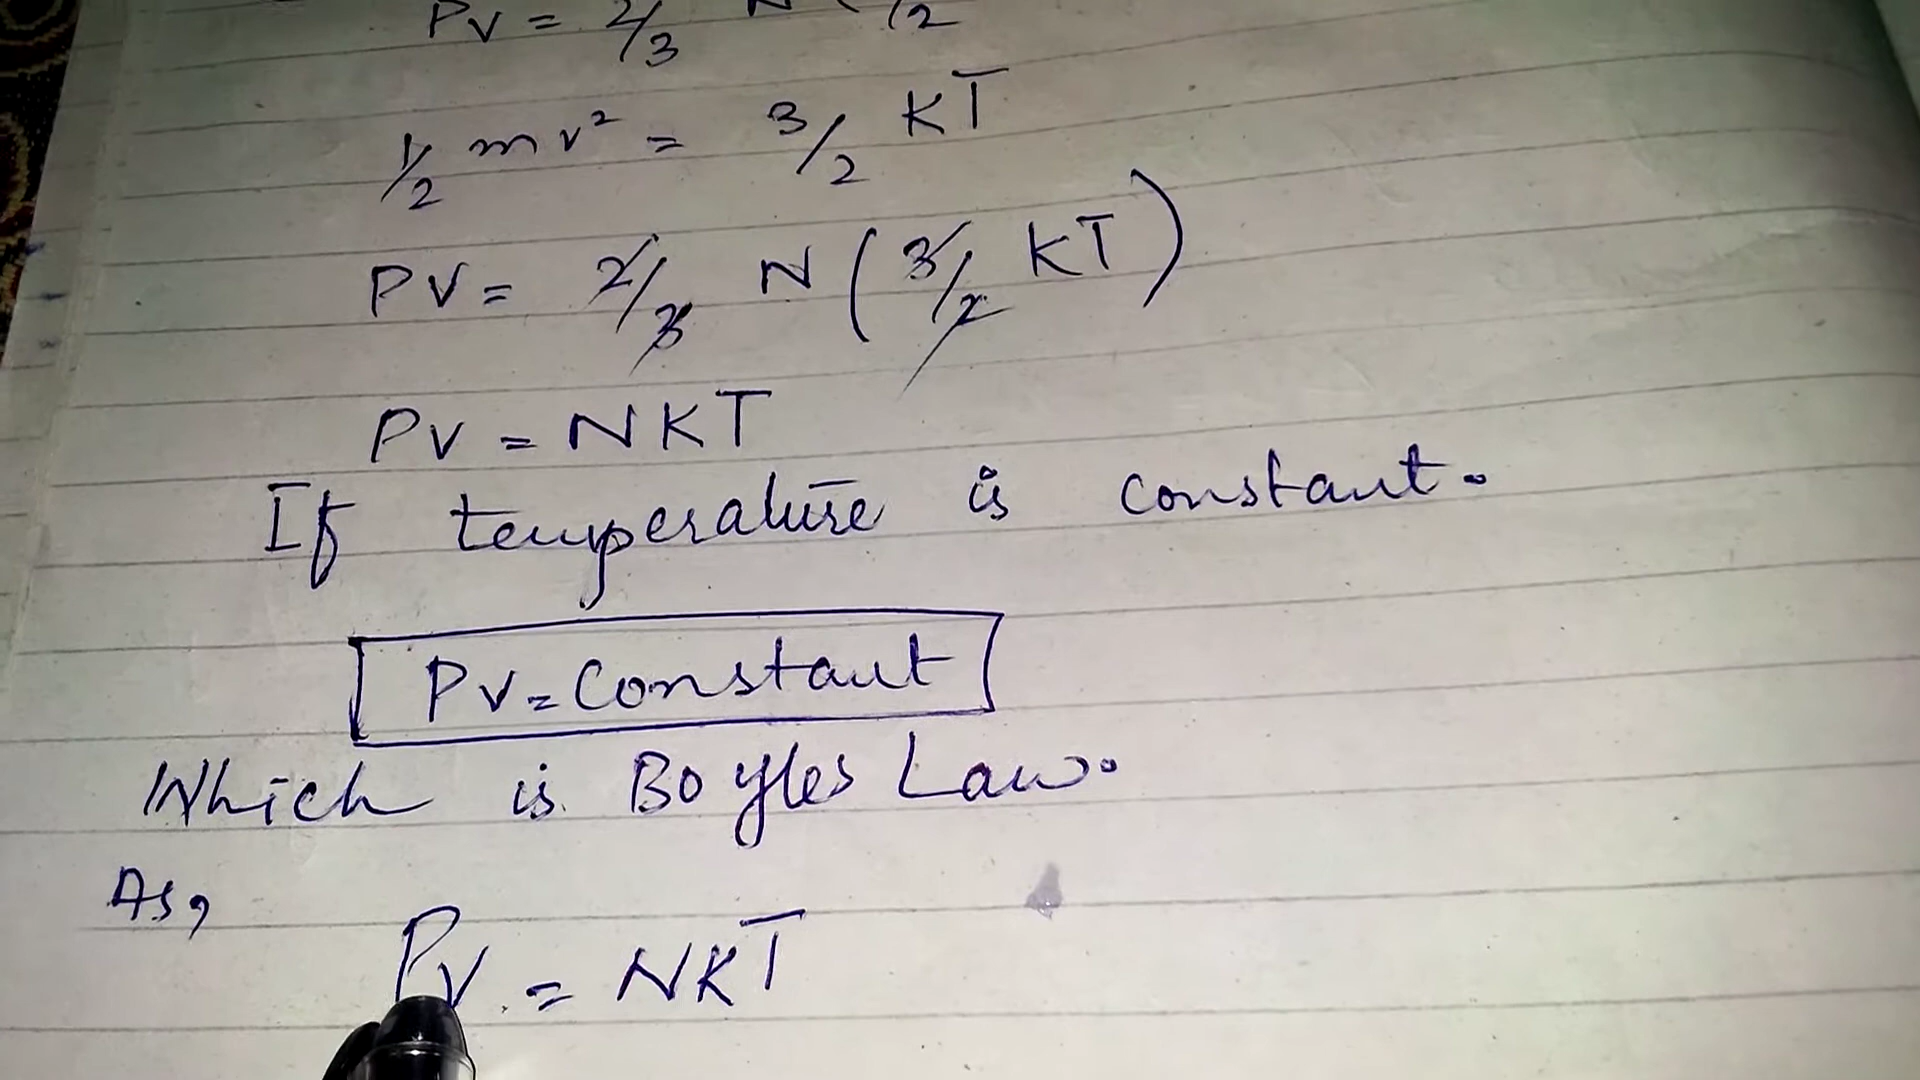 PV = 2/3 N ( 1/2
1/2 mv² = 3/2 KT
PV = 2/3 N ( 3/2 KT )
PV = NKT
If temperature is constant.
PV = Constant
Which is Boyles Law.
As,
PV = NKT